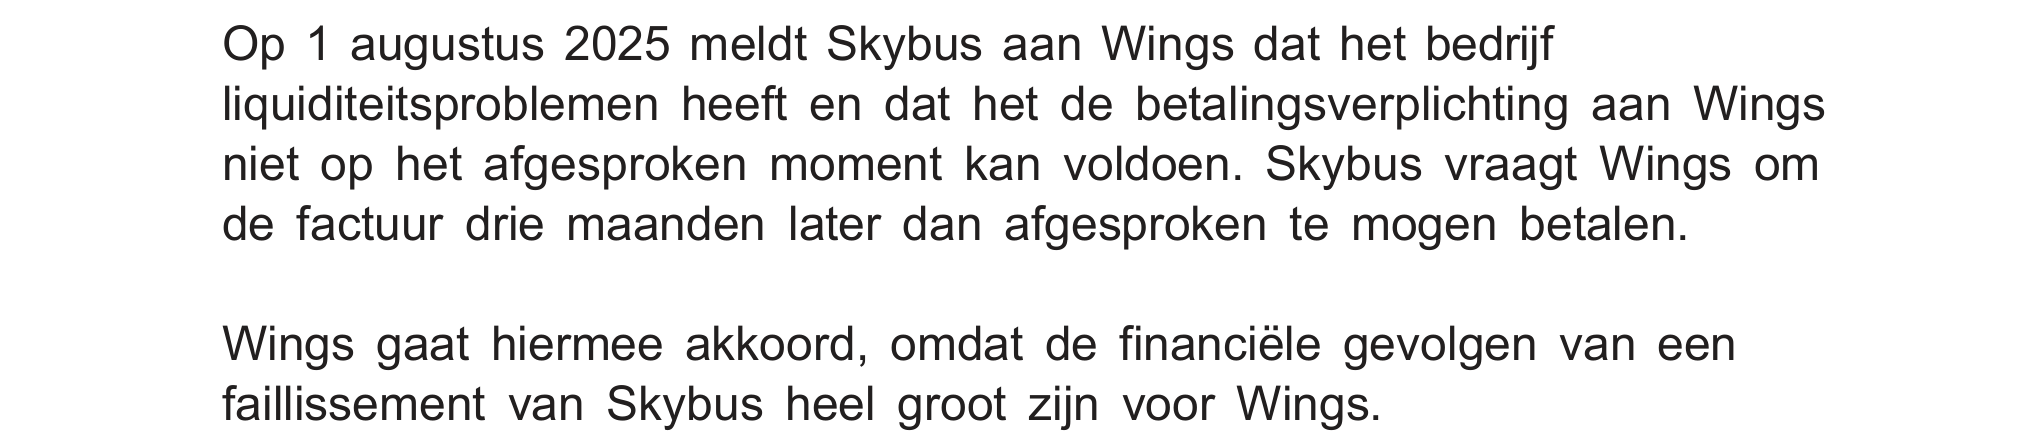 Op 1 augustus 2025 meldt Skybus aan Wings dat het bedrijf
liquiditeitsproblemen heeft en dat het de betalingsverplichting aan Wings
niet op het afgesproken moment kan voldoen. Skybus vraagt Wings om
de factuur drie maanden later dan afgesproken te mogen betalen.

Wings gaat hiermee akkoord, omdat de financiële gevolgen van een
faillissement van Skybus heel groot zijn voor Wings.